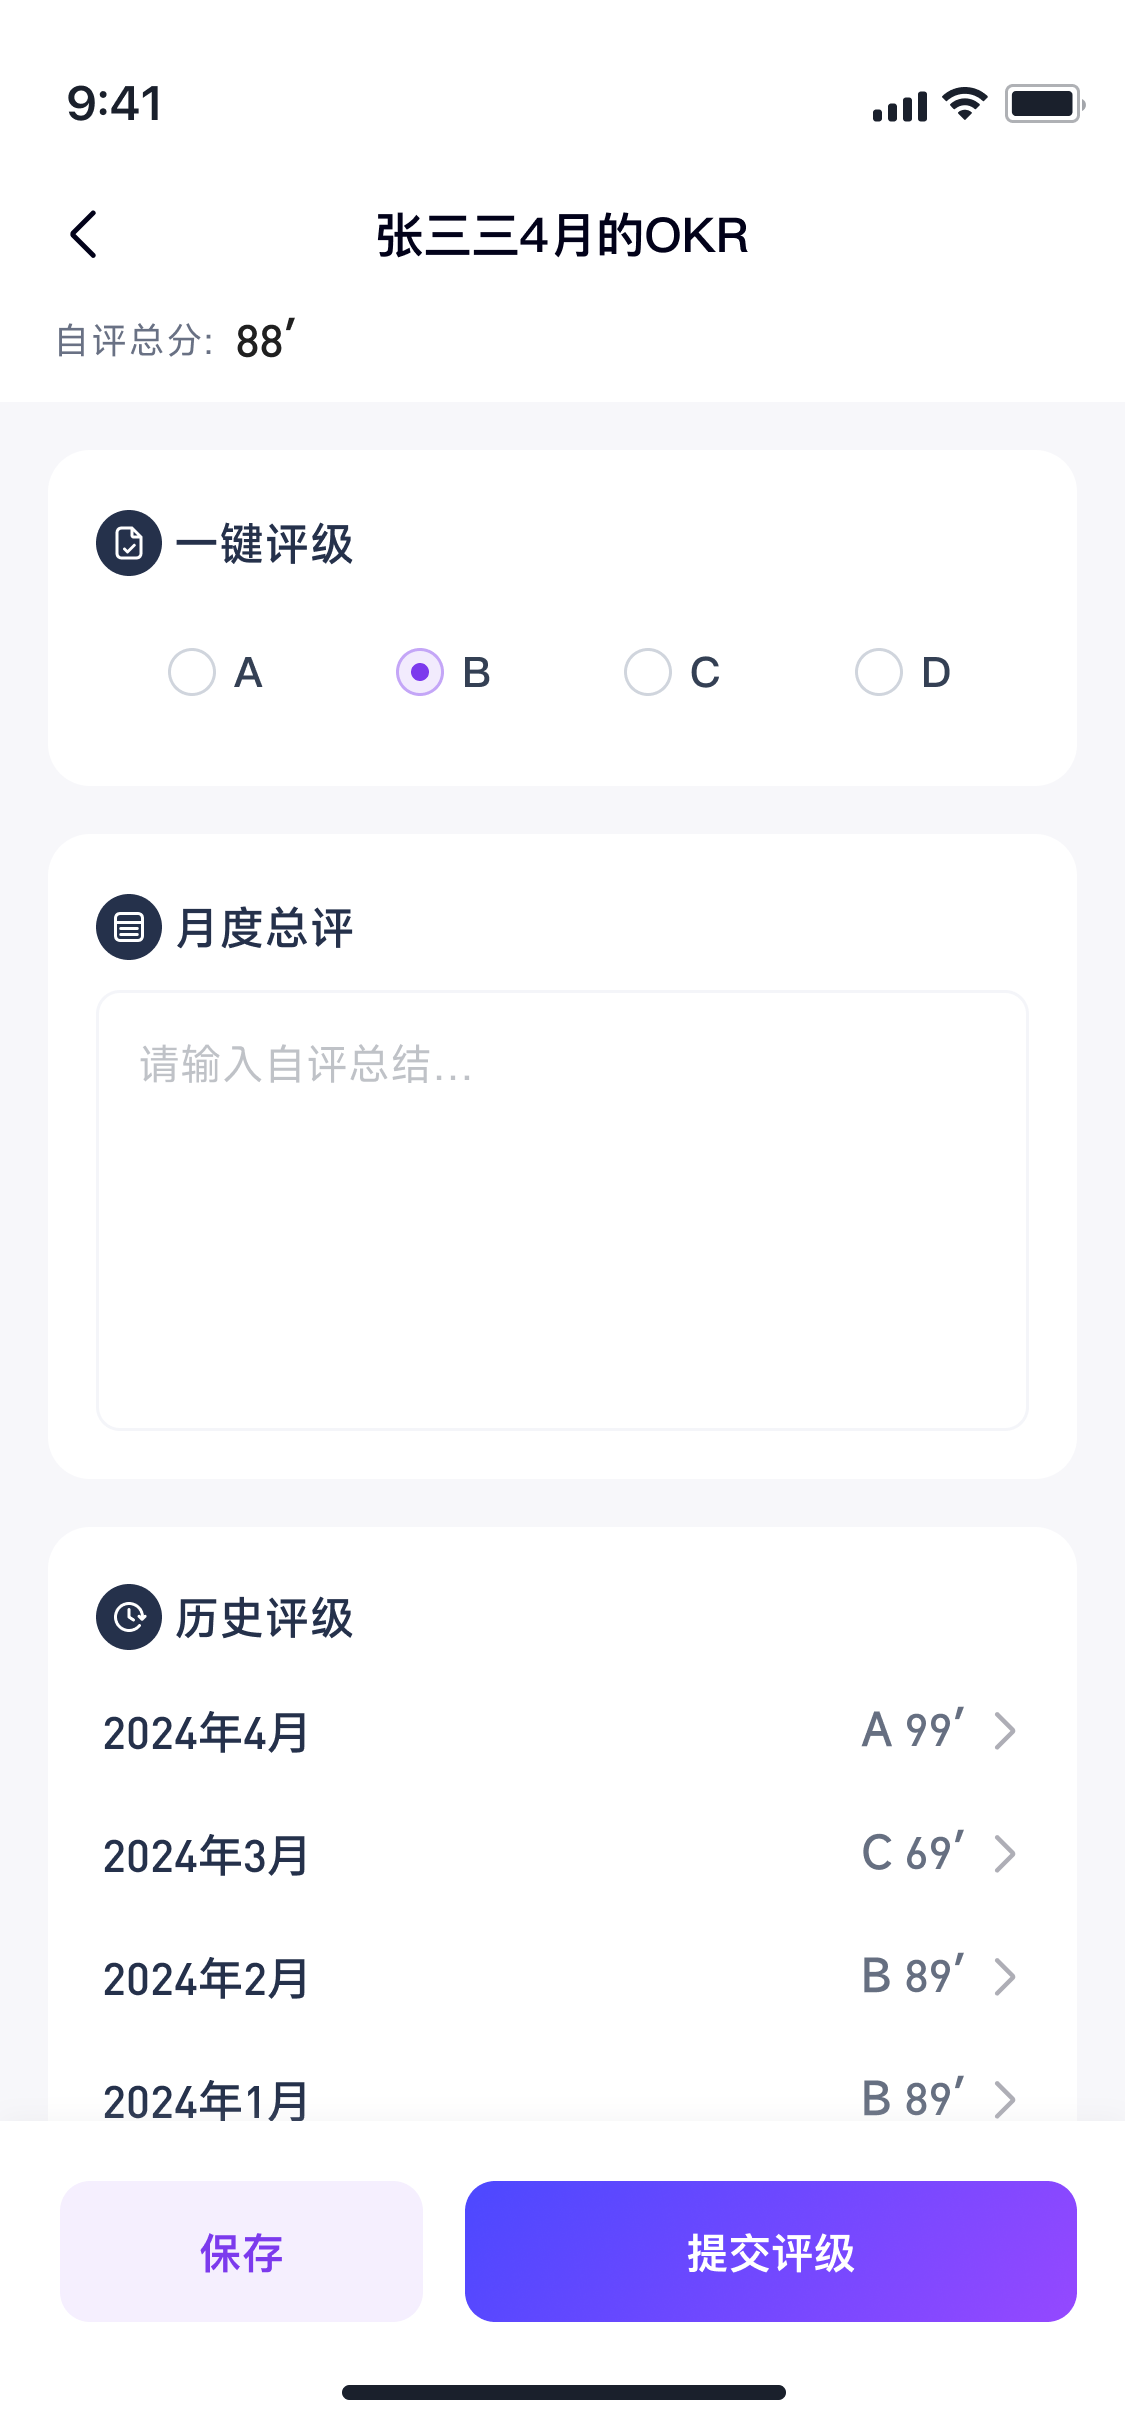 9:41
张三三4月的OKR
自评总分: 88′
一键评级
A B C D
月度总评
请输入自评总结...
历史评级
2024年4月 A 99′
2024年3月 C 69′
2024年2月 B 89′
2024年1月 B 89′
保存 提交评级